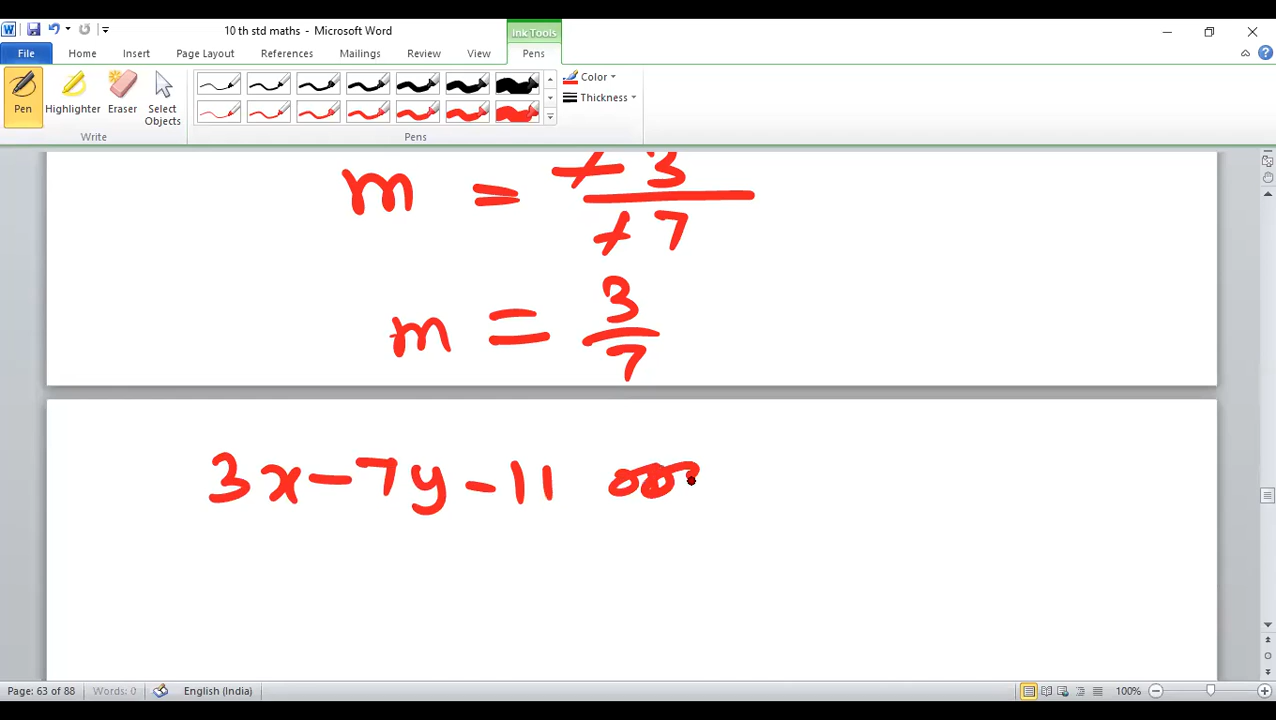 10 th std maths - Microsoft Word
Ink Tools
File Home Insert Page Layout References Mailings Review View Pens
Pen Highlighter Eraser Select Objects
Color
Thickness
Write Pens
m = +3/+7
m = 3/7
3x-7y-11
Page: 63 of 88 Words: 0 English (India) 100%